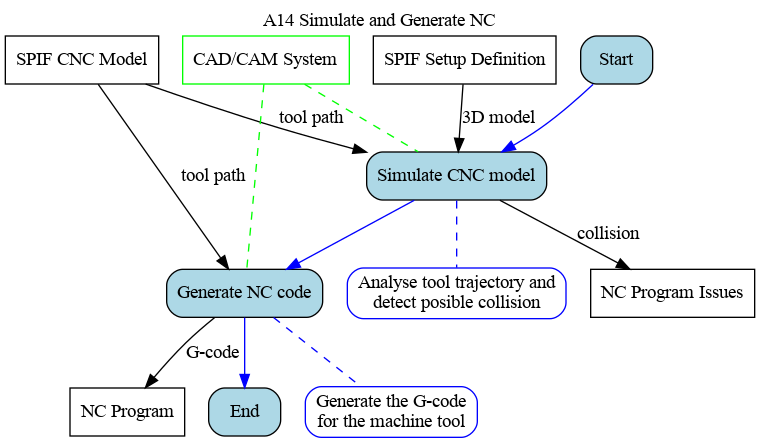 A14 Simulate and Generate NC
SPIF CNC Model
CAD/CAM System
SPIF Setup Definition
Start
tool path
3D model
tool path
Simulate CNC model
collision
Generate NC code
Analyse tool trajectory and
detect posible collision
NC Program Issues
G-code
NC Program
End
Generate the G-code
for the machine tool